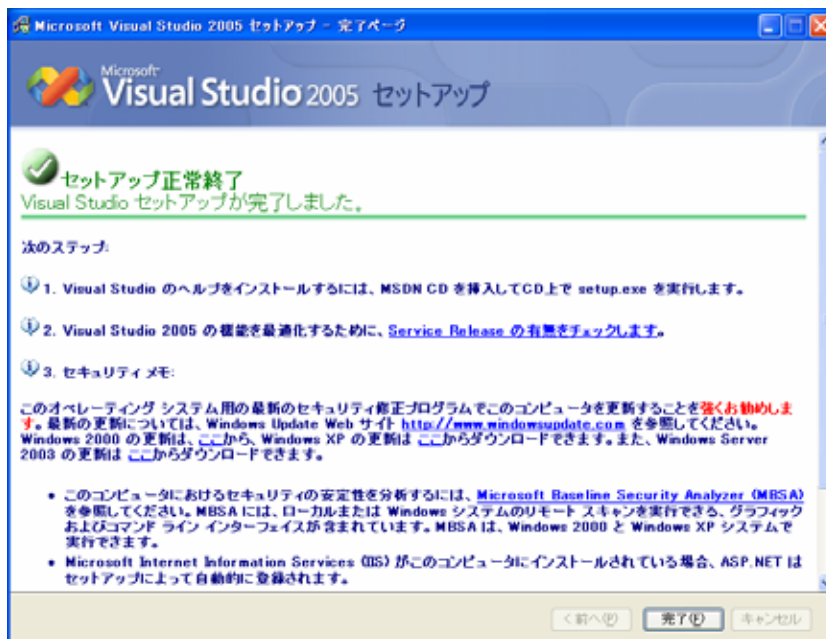 Microsoft Visual Studio 2005 セットアップ - 完了ページ
Microsoft
Visual Studio 2005 セットアップ
セットアップ正常終了
Visual Studio セットアップが完了しました。
次のステップ:
1. Visual Studio のヘルプをインストールするには、MSDN CD を挿入してCD上で setup.exe を実行します。
2. Visual Studio 2005 の機能を最適化するために、Service Release の有無をチェックします。
3. セキュリティ メモ:
このオペレーティング システム用の最新のセキュリティ修正プログラムでこのコンピュータを更新することを強くお勧めしま
す。最新の更新については、Windows Update Web サイト http://www.windowsupdate.com を参照してください。
Windows 2000 の更新は、ここから、Windows XP の更新は ここからダウンロードできます。また、Windows Server
2003 の更新は ここからダウンロードできます。
• このコンピュータにおけるセキュリティの安定性を分析するには、Microsoft Baseline Security Analyzer (MBSA)
を参照してください。MBSA には、ローカルまたは Windows システムのリモート スキャンを実行できる、グラフィック
およびコマンド ライン インターフェイスが含まれています。MBSA は、Windows 2000 と Windows XP システムで
実行できます。
• Microsoft Internet Information Services (IIS) がこのコンピュータにインストールされている場合、ASP.NET は
セットアップによって自動的に登録されます。
< 前へ(P) 完了(F) キャンセル